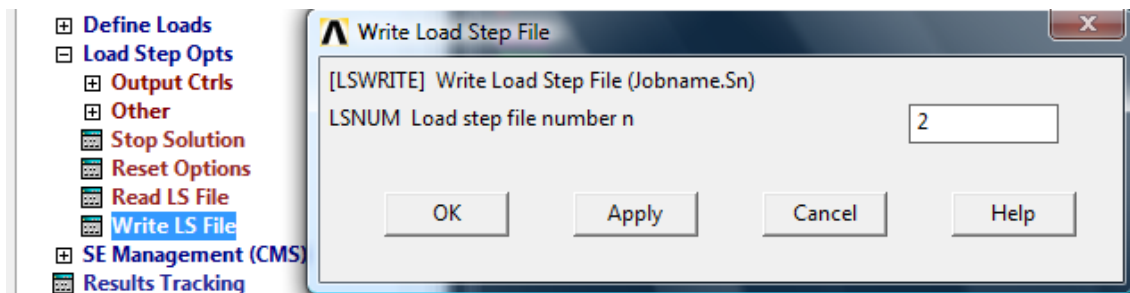 Define Loads
Load Step Opts
Output Ctrls
Other
Stop Solution
Reset Options
Read LS File
Write LS File
SE Management (CMS)
Results Tracking
Write Load Step File
[LSWRITE] Write Load Step File (Jobname.Sn)
LSNUM Load step file number n 2
OK Apply Cancel Help